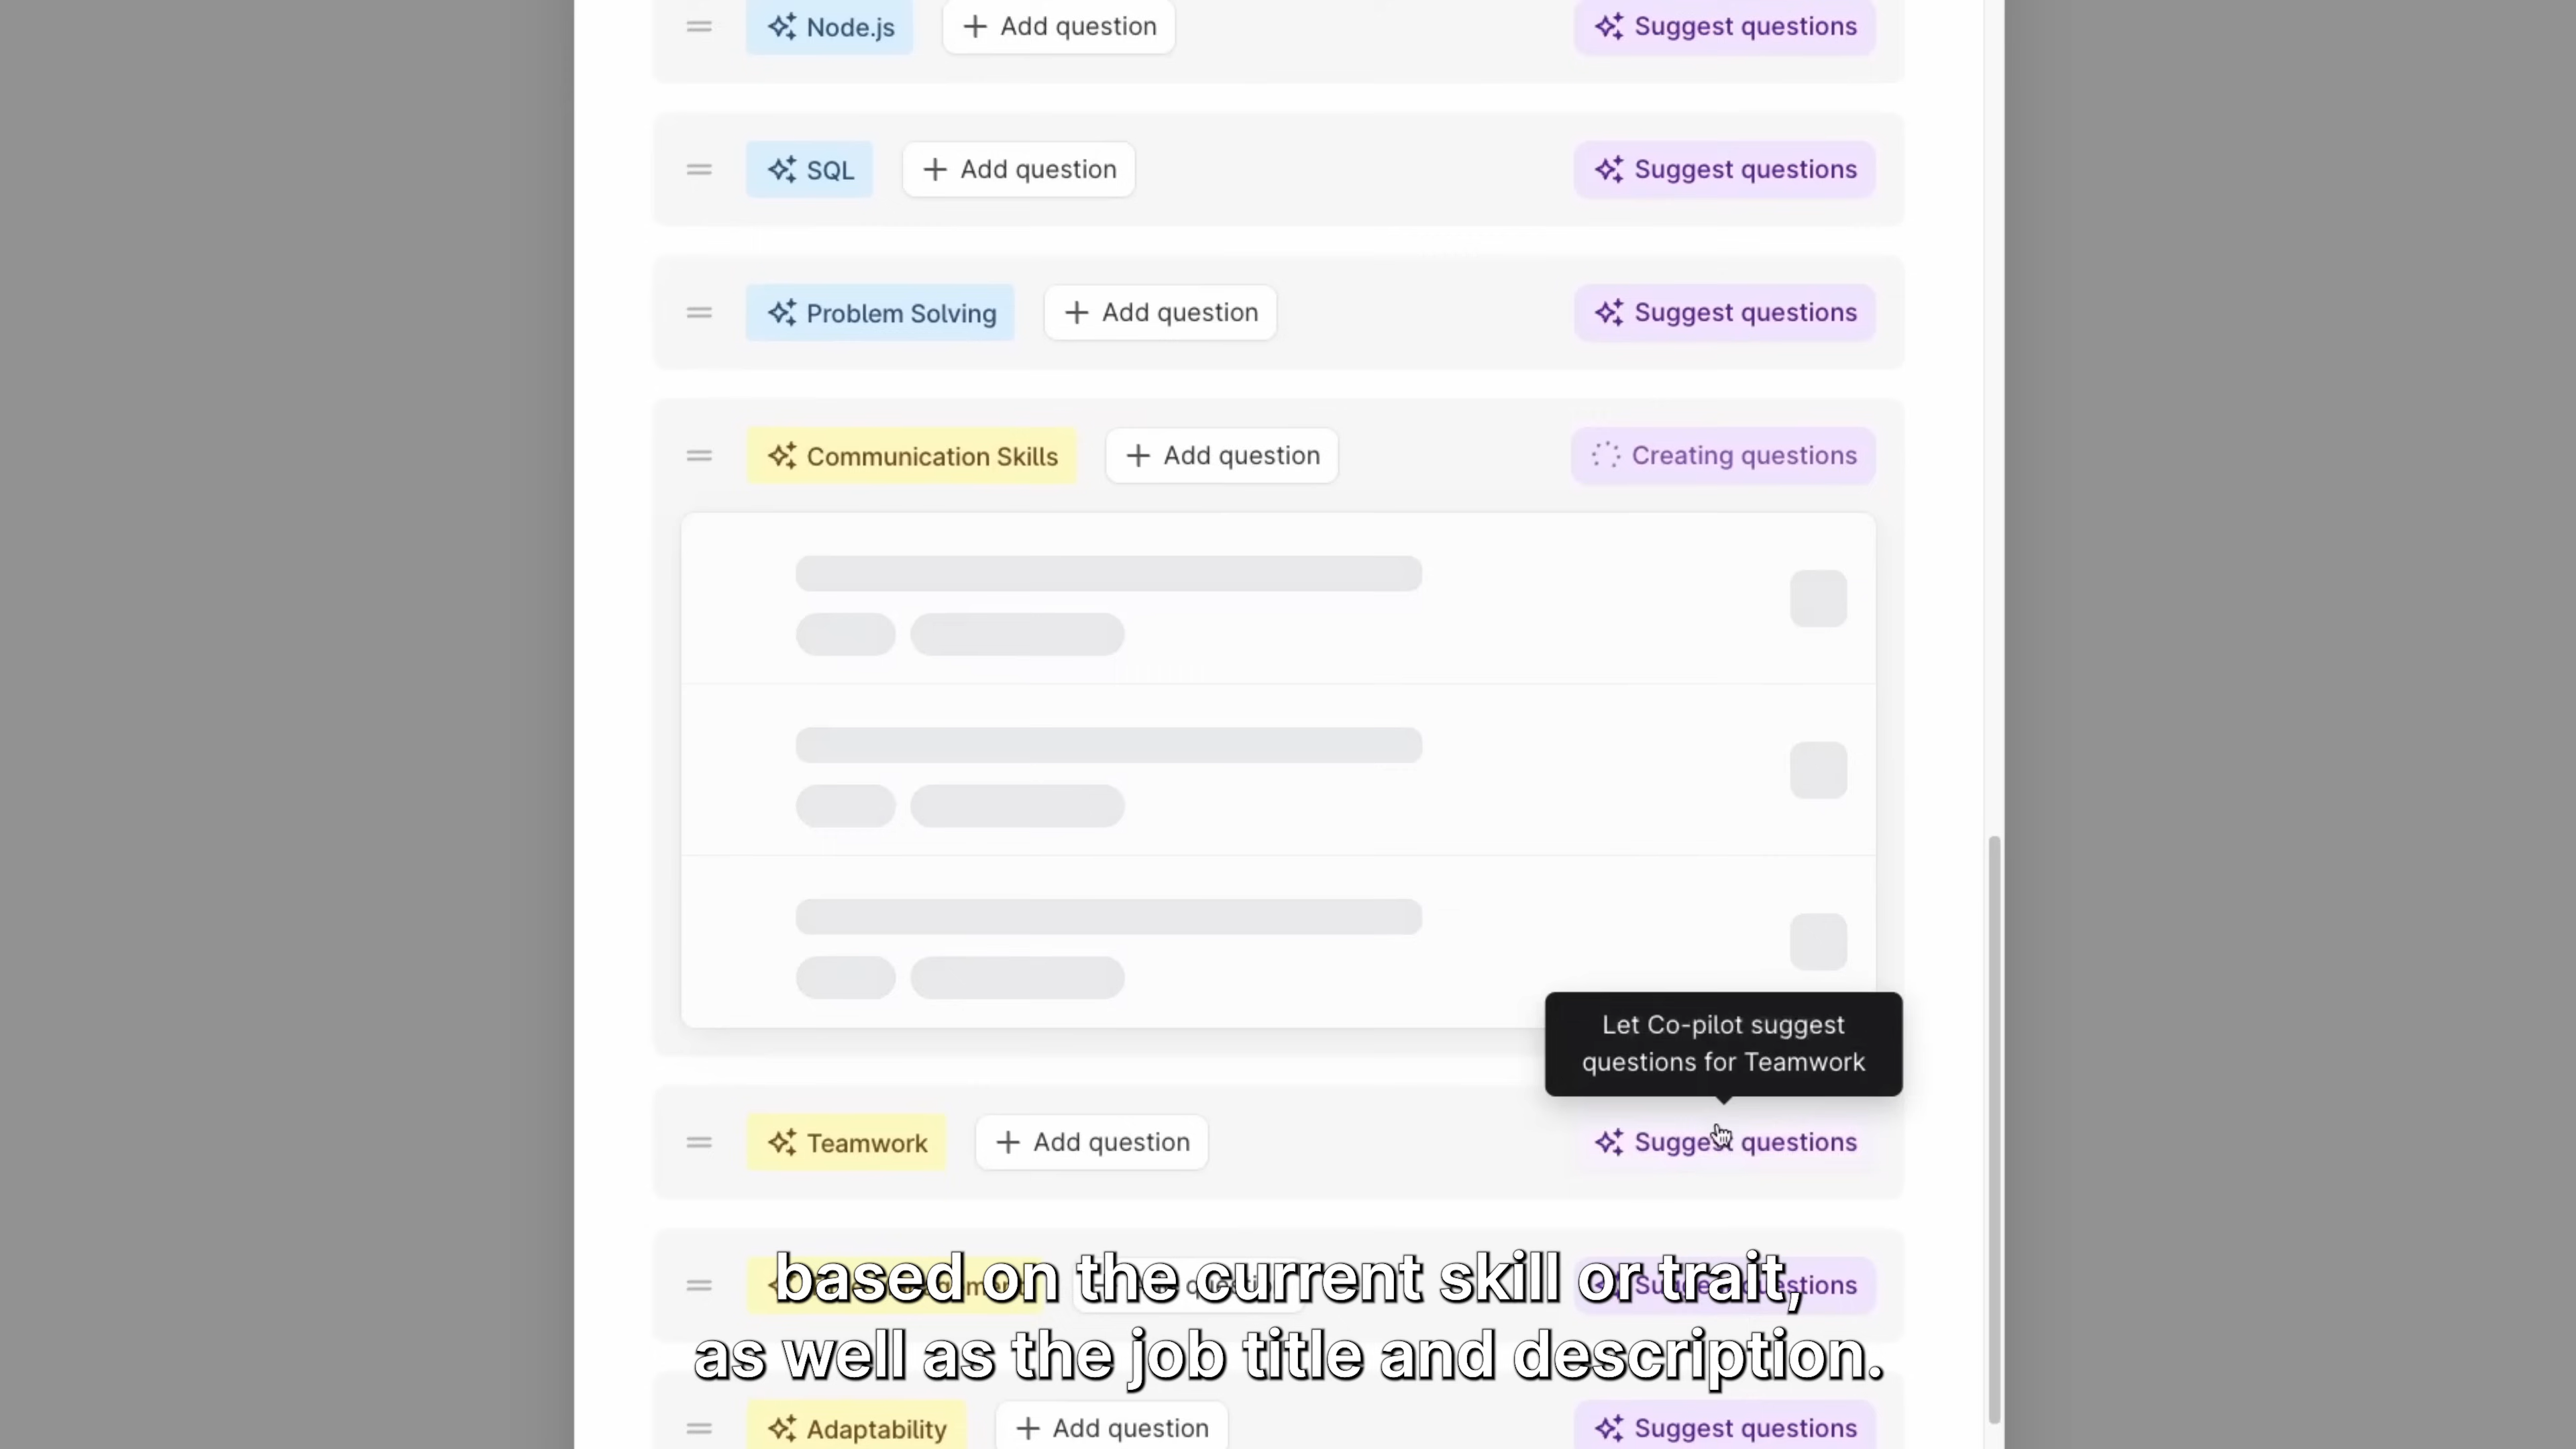 Node.js
Add question
Suggest questions
SQL
Add question
Suggest questions
Problem Solving
Add question
Suggest questions
Communication Skills
Add question
Creating questions
Let Co-pilot suggest
questions for Teamwork
Teamwork
Add question
Suggest questions
based on the current skill or trait,
as well as the job title and description.
Adaptability
Add question
Suggest questions